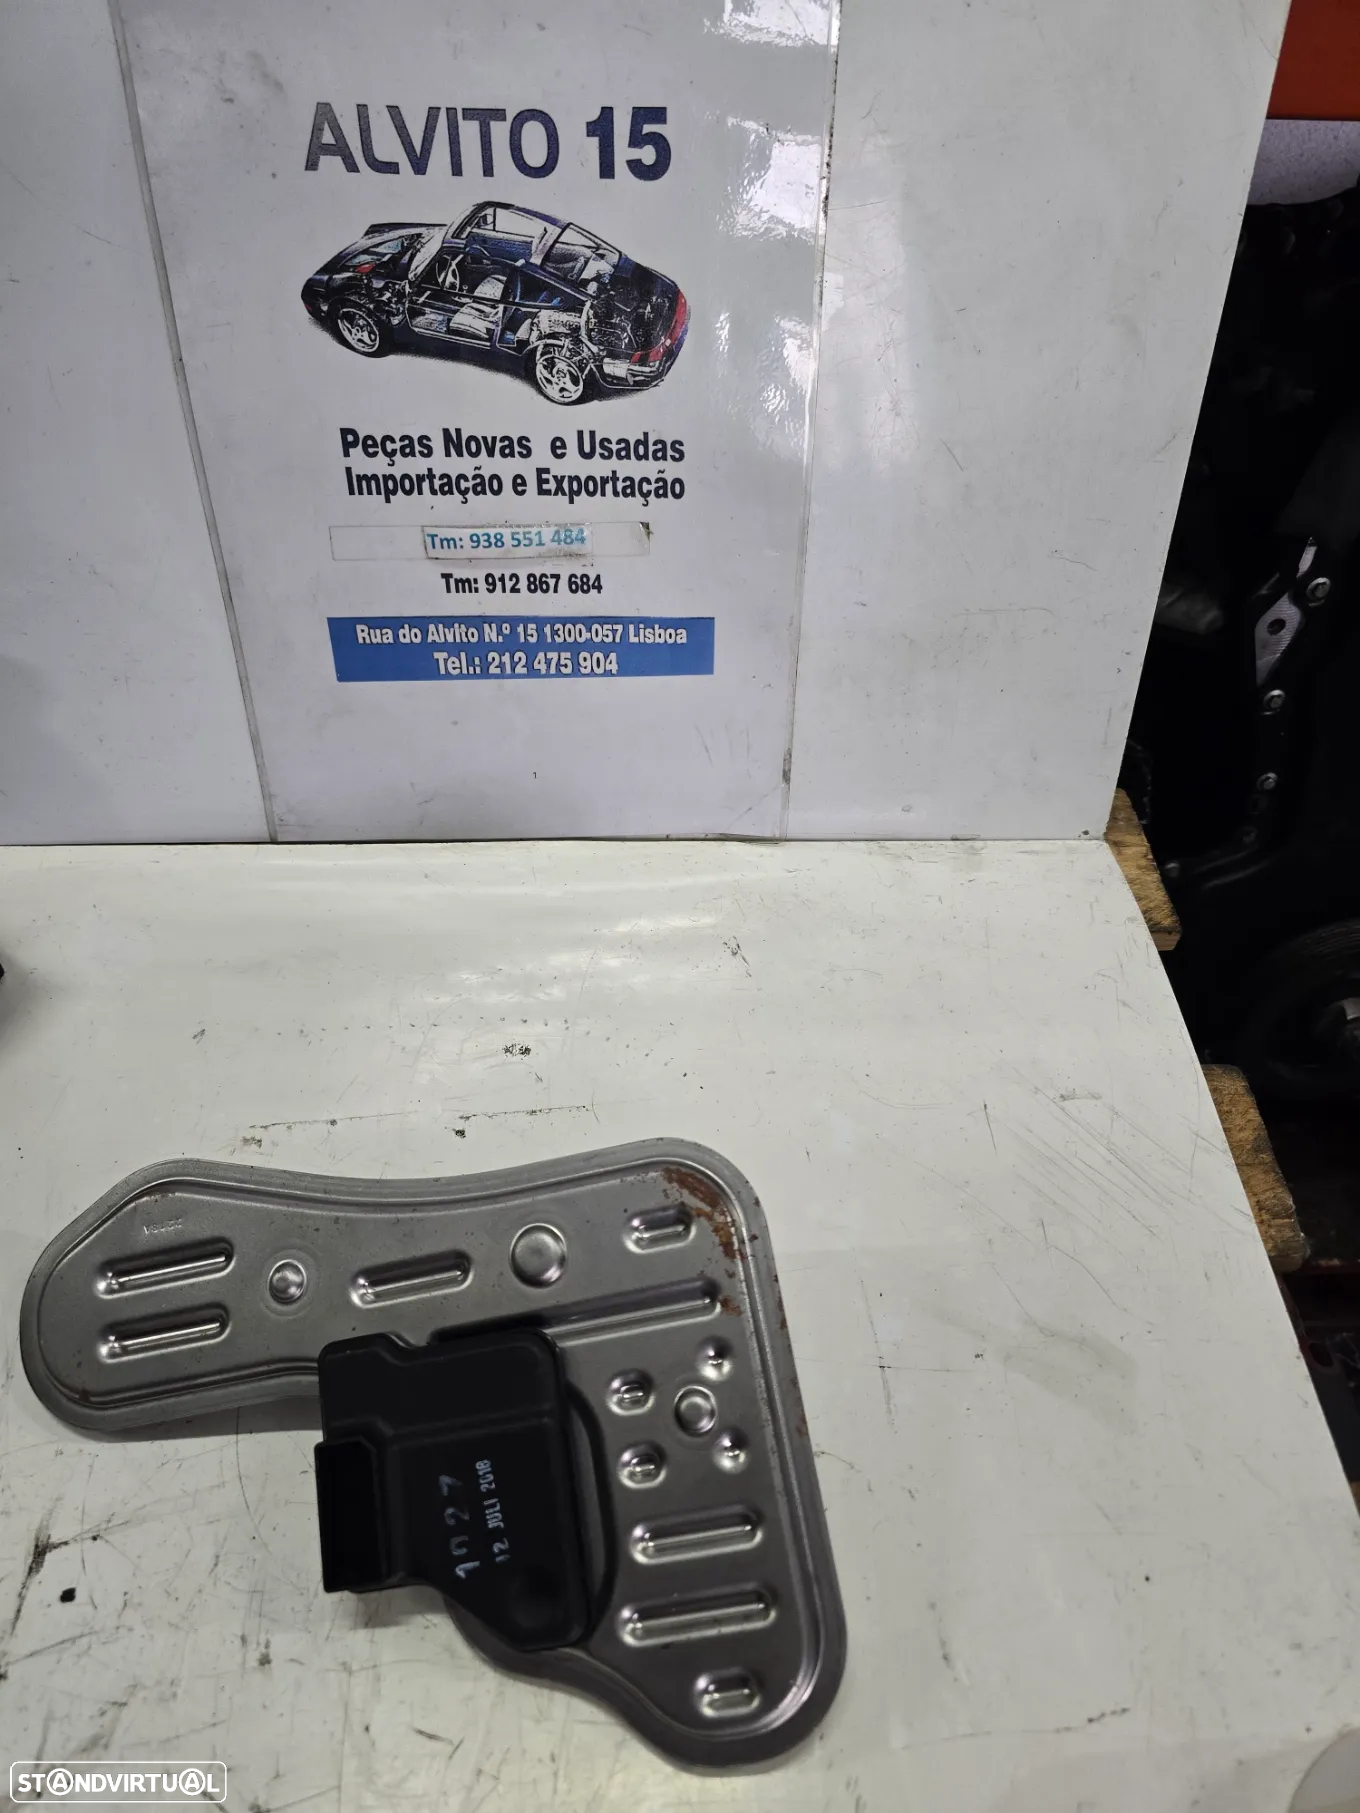 ALVITO 15
Peças Novas e Usadas
Importação e Exportação
Tm: 938 551 484
Tm: 912 867 684
Rua do Alvito N.º 15 1300-057 Lisboa
Tel.: 212 475 904
12 JULI 2018
STANDVIRTUAL